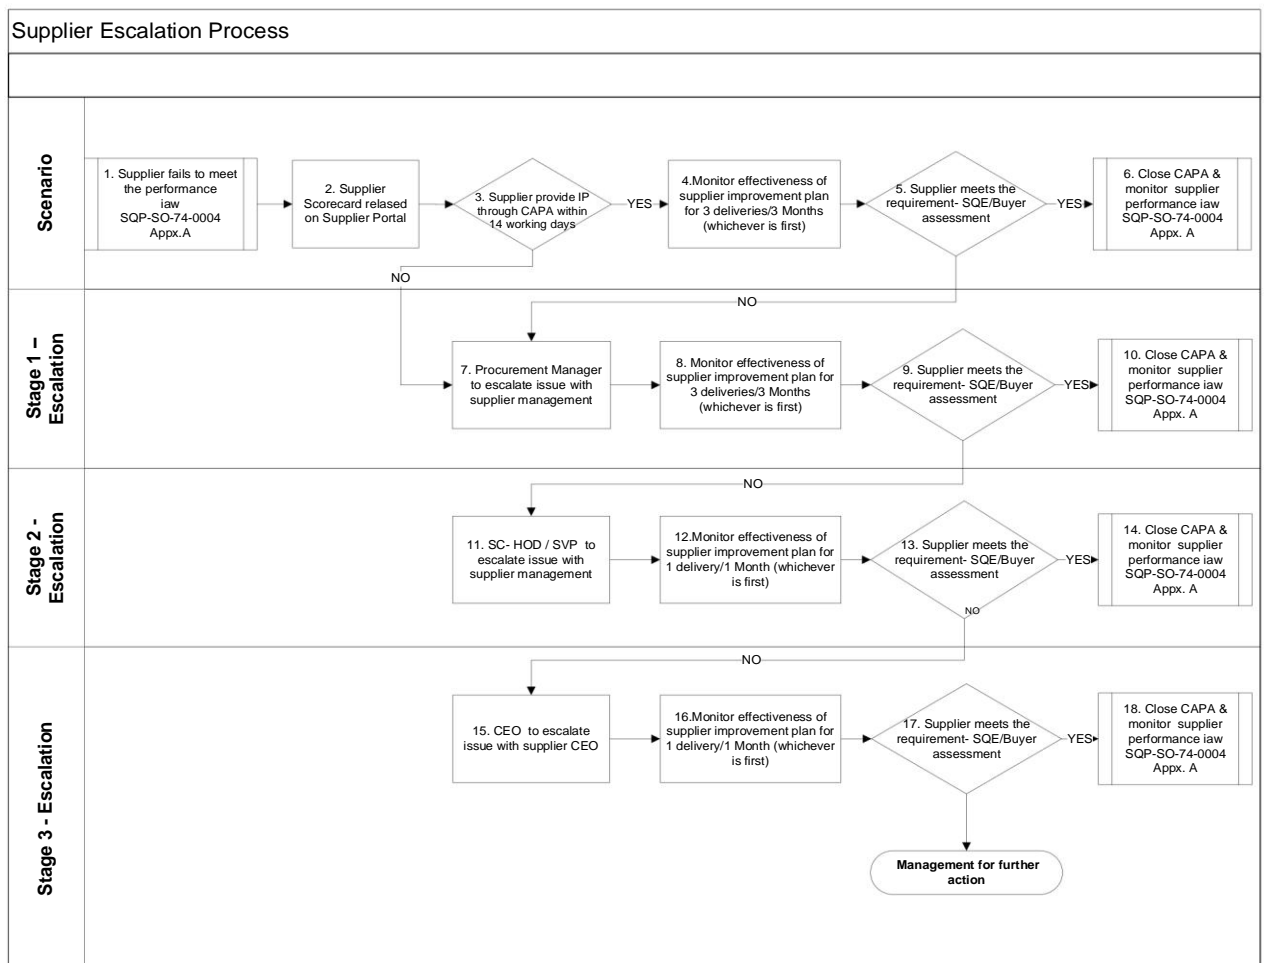 Supplier Escalation Process
Scenario
1. Supplier fails to meet
the performance
iaw
SQP-SO-74-0004
Appx.A
2. Supplier
Scorecard relased
on Supplier Portal
3. Supplier provide IP
through CAPA within
14 working days
YES
4.Monitor effectiveness of
supplier improvement plan
for 3 deliveries/3 Months
(whichever is first)
5. Supplier meets the
requirement- SQE/Buyer
assessment
YES
6. Close CAPA &
monitor supplier
performance iaw
SQP-SO-74-0004
Appx. A
NO
NO
Stage 1 –
Escalation
7. Procurement Manager
to escalate issue with
supplier management
8. Monitor effectiveness of
supplier improvement plan for
3 deliveries/3 Months
(whichever is first)
9. Supplier meets the
requirement- SQE/Buyer
assessment
YES
10. Close CAPA &
monitor supplier
performance iaw
SQP-SO-74-0004
Appx. A
NO
Stage 2 -
Escalation
11. SC- HOD / SVP to
escalate issue with
supplier management
12.Monitor effectiveness of
supplier improvement plan for
1 delivery/1 Month (whichever
is first)
13. Supplier meets the
requirement- SQE/Buyer
assessment
YES
14. Close CAPA &
monitor supplier
performance iaw
SQP-SO-74-0004
Appx. A
NO
NO
Stage 3 - Escalation
15. CEO to escalate
issue with supplier CEO
16.Monitor effectiveness of
supplier improvement plan for
1 delivery/1 Month (whichever
is first)
17. Supplier meets the
requirement- SQE/Buyer
assessment
YES
18. Close CAPA &
monitor supplier
performance iaw
SQP-SO-74-0004
Appx. A
Management for further
action